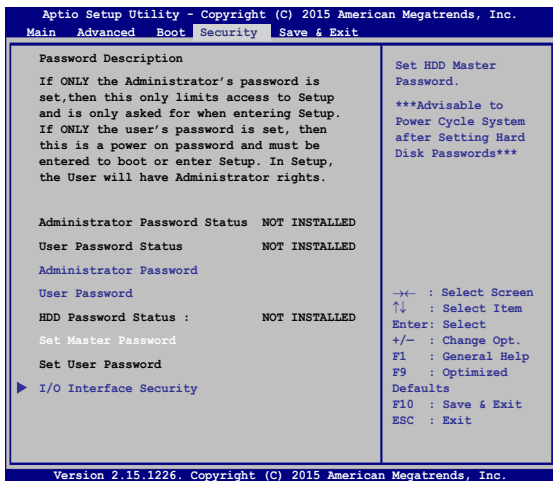 Aptio Setup Utility - Copyright (C) 2015 American Megatrends, Inc.
Main Advanced Boot Security Save & Exit
Password Description
If ONLY the Administrator's password is
set,then this only limits access to Setup
and is only asked for when entering Setup.
If ONLY the user's password is set, then
this is a power on password and must be
entered to boot or enter Setup. In Setup,
the User will have Administrator rights.
Administrator Password Status NOT INSTALLED
User Password Status NOT INSTALLED
Administrator Password
User Password
HDD Password Status : NOT INSTALLED
Set Master Password
Set User Password
I/O Interface Security
Set HDD Master
Password.
***Advisable to
Power Cycle System
after Setting Hard
Disk Passwords***
→← : Select Screen
↑↓ : Select Item
Enter: Select
+/— : Change Opt.
F1 : General Help
F9 : Optimized
Defaults
F10 : Save & Exit
ESC : Exit
Version 2.15.1226. Copyright (C) 2015 American Megatrends, Inc.